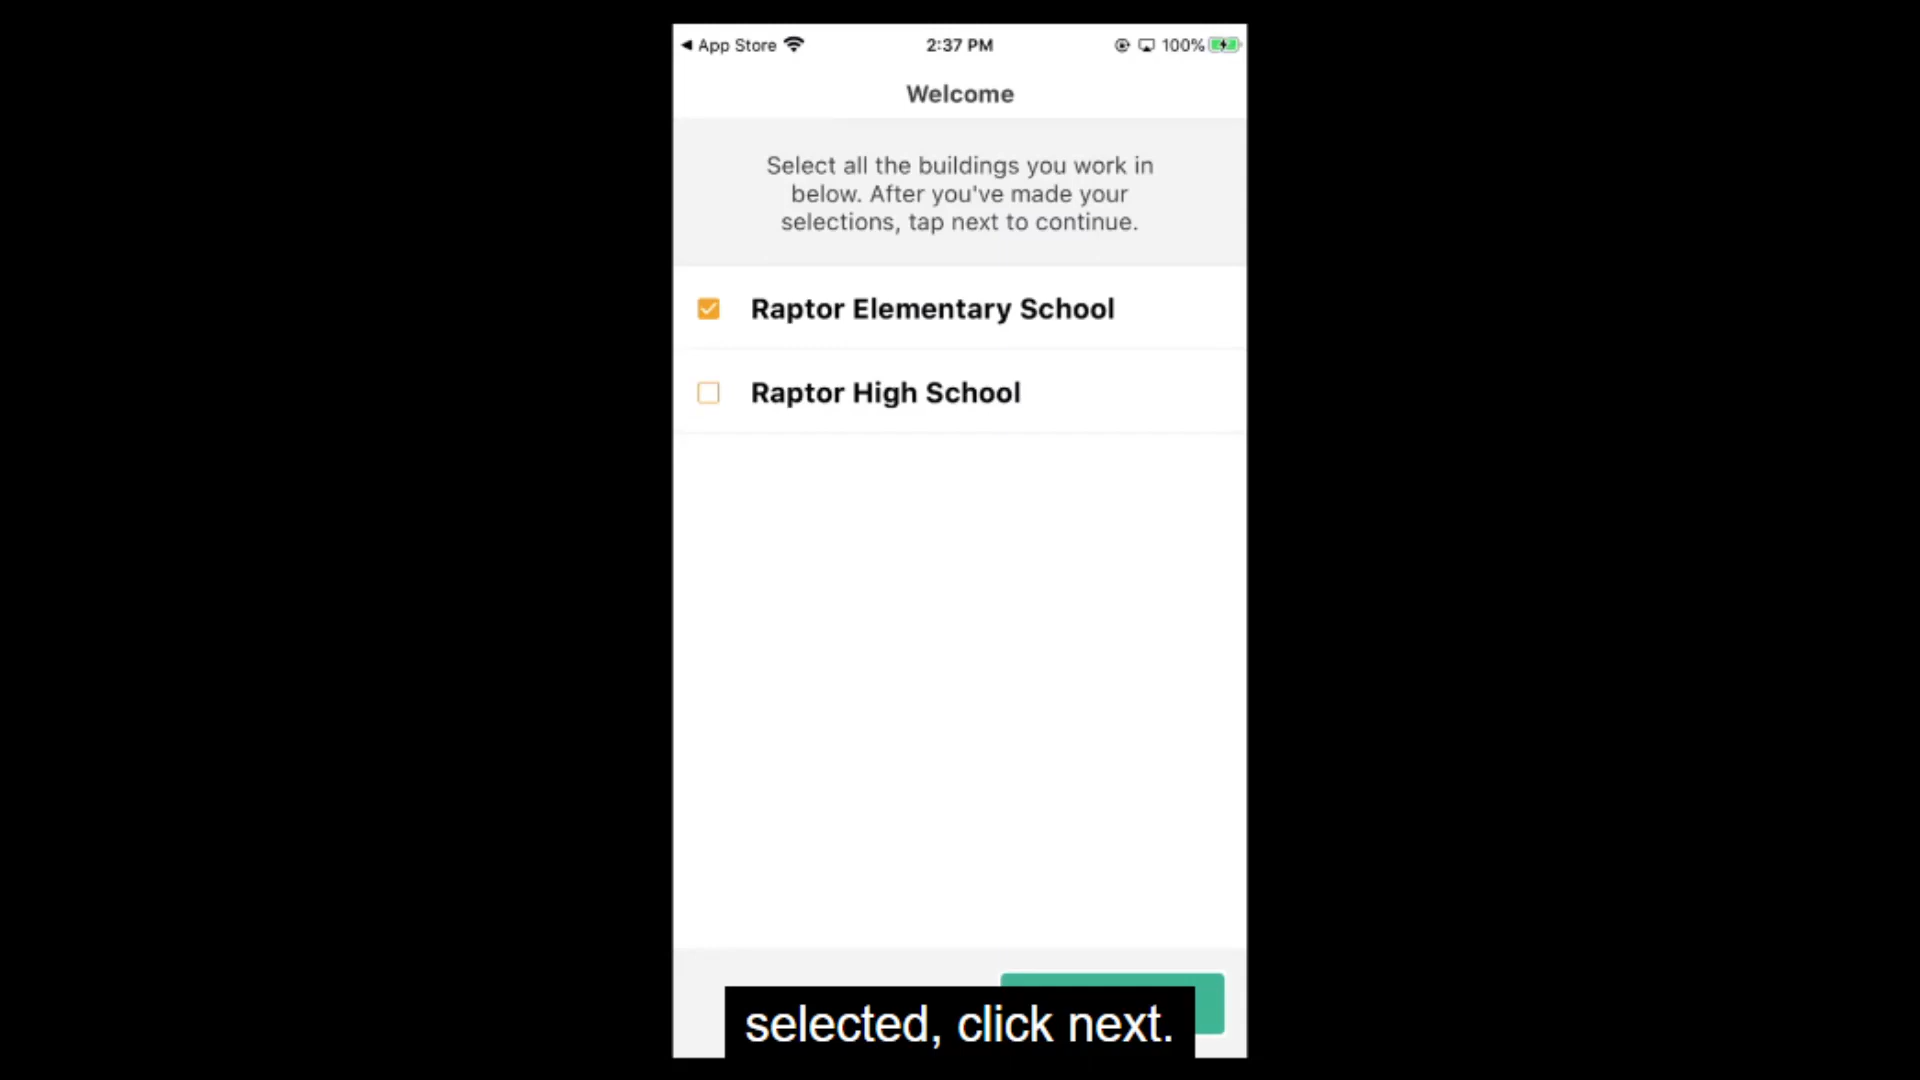 App Store
2:37 PM
100%
Welcome
Select all the buildings you work in
below. After you've made your
selections, tap next to continue.
Raptor Elementary School
Raptor High School
selected, click next.